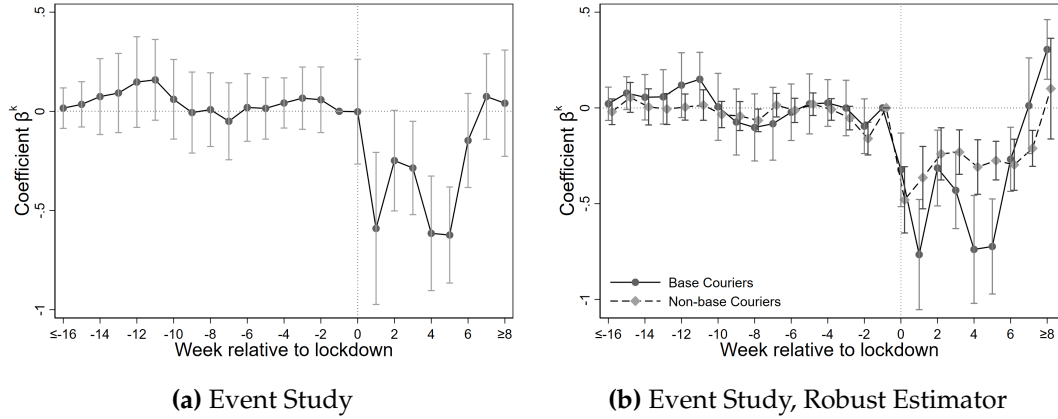 .5
0
-.5
-1
Coefficient βᵏ
≤-16 -14 -12 -10 -8 -6 -4 -2 0 2 4 6 ≥8
Week relative to lockdown
(a) Event Study
.5
0
-.5
-1
Coefficient βᵏ
Base Couriers
Non-base Couriers
≤-16 -14 -12 -10 -8 -6 -4 -2 0 2 4 6 ≥8
Week relative to lockdown
(b) Event Study, Robust Estimator